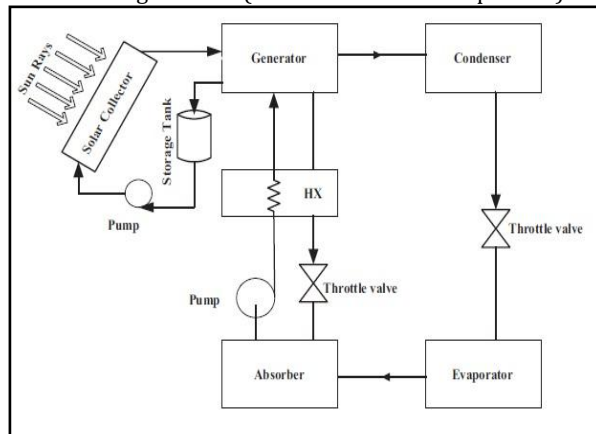 Sun Rays
Solar Collector
Generator
Condenser
Storage Tank
HX
Throttle valve
Pump
Pump
Throttle valve
Absorber
Evaporator